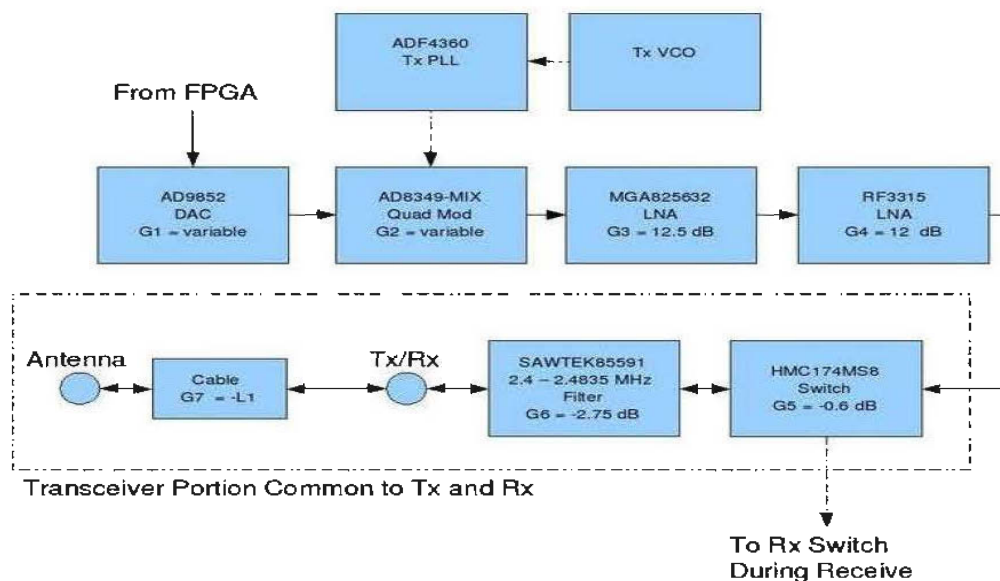 ADF4360
Tx PLL
Tx VCO
From FPGA
AD9852
DAC
G1 = variable
AD8349-MIX
Quad Mod
G2 = variable
MGA825632
LNA
G3 = 12.5 dB
RF3315
LNA
G4 = 12 dB
Antenna
Cable
G7 = -L1
Tx/Rx
SAWTEK85591
2.4 – 2.4835 MHz
Filter
G6 = -2.75 dB
HMC174MS8
Switch
G5 = -0.6 dB
Transceiver Portion Common to Tx and Rx
To Rx Switch
During Receive